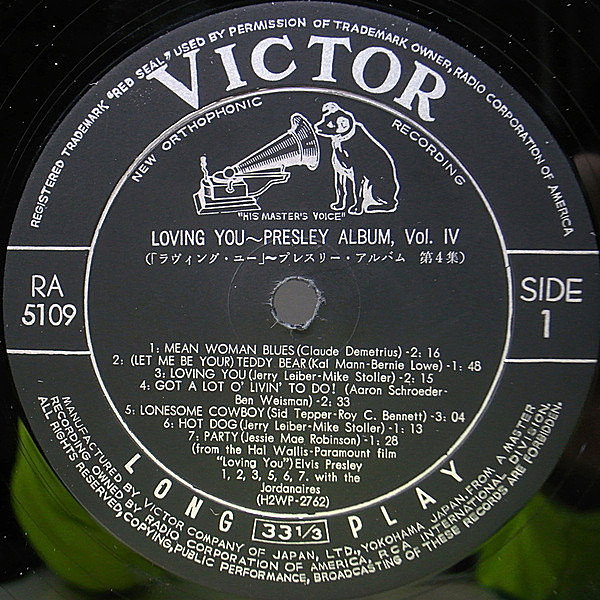 REGISTERED TRADEMARK "RED SEAL," USED BY PERMISSION OF TRADEMARK OWNER, RADIO CORPORATION OF AMERICA
VICTOR
NEW ORTHOPHONIC RECORDING
"HIS MASTER'S VOICE"
LOVING YOU~PRESLEY ALBUM, Vol. IV
(「ラヴィング・ユー」~プレスリー・アルバム 第4集)
RA
5109
SIDE
1
1: MEAN WOMAN BLUES (Claude Demetrius) -2: 16
2: (LET ME BE YOUR) TEDDY BEAR (Kal Mann-Bernie Lowe) -1: 48
3: LOVING YOU (Jerry Leiber-Mike Stoller) -2: 15
4: GOT A LOT O' LIVIN' TO DO! (Aaron Schroeder-
Ben Weisman) -2: 33
5: LONESOME COWBOY (Sid Tepper-Roy C. Bennett) -3: 04
6: HOT DOG (Jerry Leiber-Mike Stoller) -1: 13
7: PARTY (Jessie Mae Robinson) -1: 28
(from the Hal Wallis-Paramount film
"Loving You") Elvis Presley
1, 2, 3, 5, 6, 7. with the
Jordanaires
(H2WP-2762)
LONG 33 1/3 PLAY
MANUFACTURED BY VICTOR COMPANY OF JAPAN, LTD., YOKOHAMA JAPAN, FROM A MASTER
RECORDING OWNED BY RADIO CORPORATION OF AMERICA, RCA INTERNATIONAL DIVISION.
ALL RIGHTS RESERVED, COPYING, PUBLIC PERFORMANCE, BROADCASTING OF THESE RECORDS ARE FORBIDDEN.